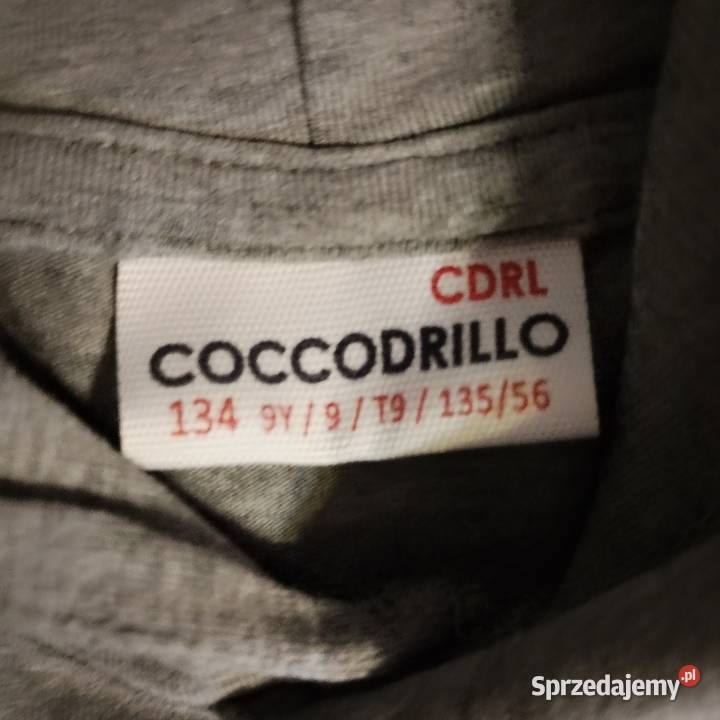 CDRL
COCCODRILLO
134 9Y / 9 / T9 / 135/56
Sprzedajemy.pl